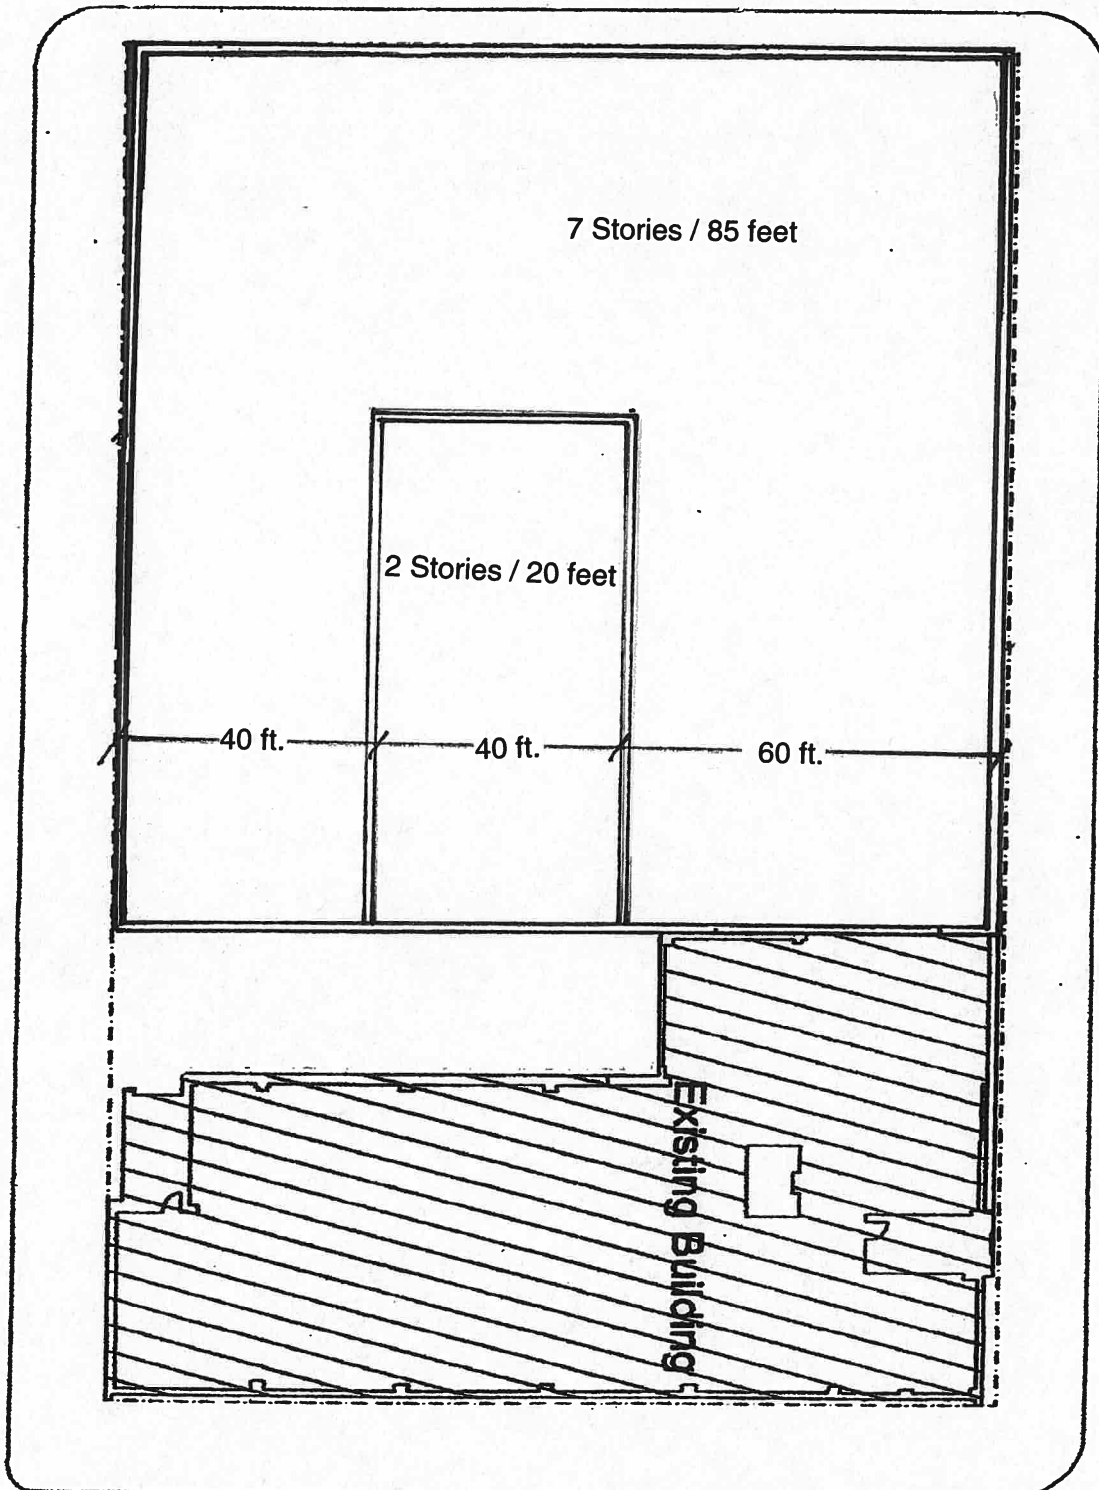 7 Stories / 85 feet
2 Stories / 20 feet
40 ft.
40 ft.
60 ft.
Existing Building